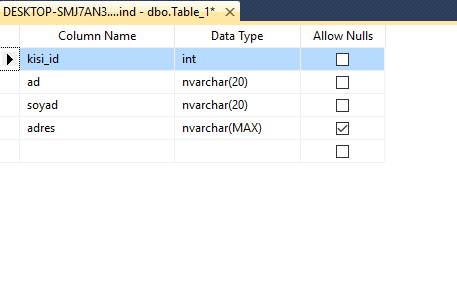 DESKTOP-SMJ7AN3....ind - dbo.Table_1*
Column Name Data Type Allow Nulls
kisi_id int
ad nvarchar(20)
soyad nvarchar(20)
adres nvarchar(MAX)